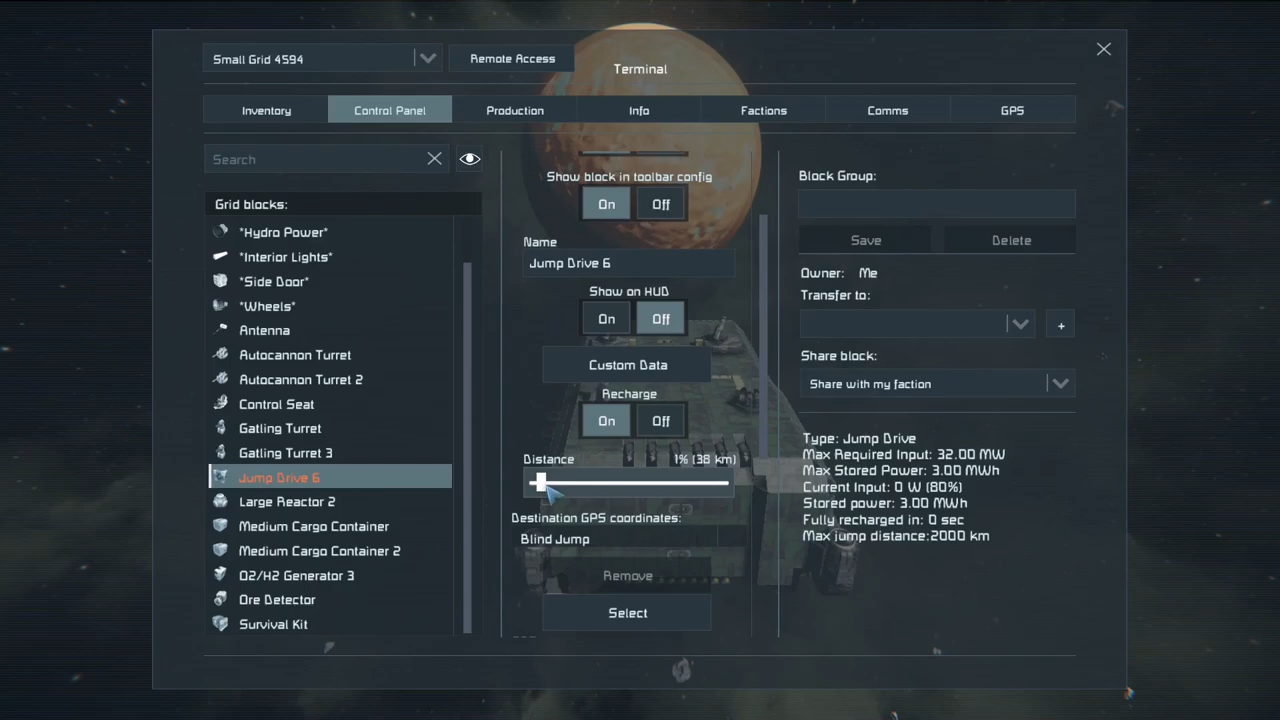 Small Grid 4594
Remote Access
Terminal
Inventory
Control Panel
Production
Info
Factions
Comms
GPS
Search
Grid blocks:
*Hydro Power*
*Interior Lights*
*Side Door*
*Wheels*
Antenna
Autocannon Turret
Autocannon Turret 2
Control Seat
Gatling Turret
Gatling Turret 3
Jump Drive 6
Large Reactor 2
Medium Cargo Container
Medium Cargo Container 2
O2/H2 Generator 3
Ore Detector
Survival Kit
Show block in toolbar config
On Off
Name
Jump Drive 6
Show on HUD
On Off
Custom Data
Recharge
On Off
Distance 1% (38 km)
Destination GPS coordinates:
Blind Jump
Remove
Select
Block Group:
Save Delete
Owner: Me
Transfer to:
+
Share block:
Share with my faction
Type: Jump Drive
Max Required Input: 32.00 MW
Max Stored Power: 3.00 MWh
Current Input: 0 W (80%)
Stored power: 3.00 MWh
Fully recharged in: 0 sec
Max jump distance:2000 km